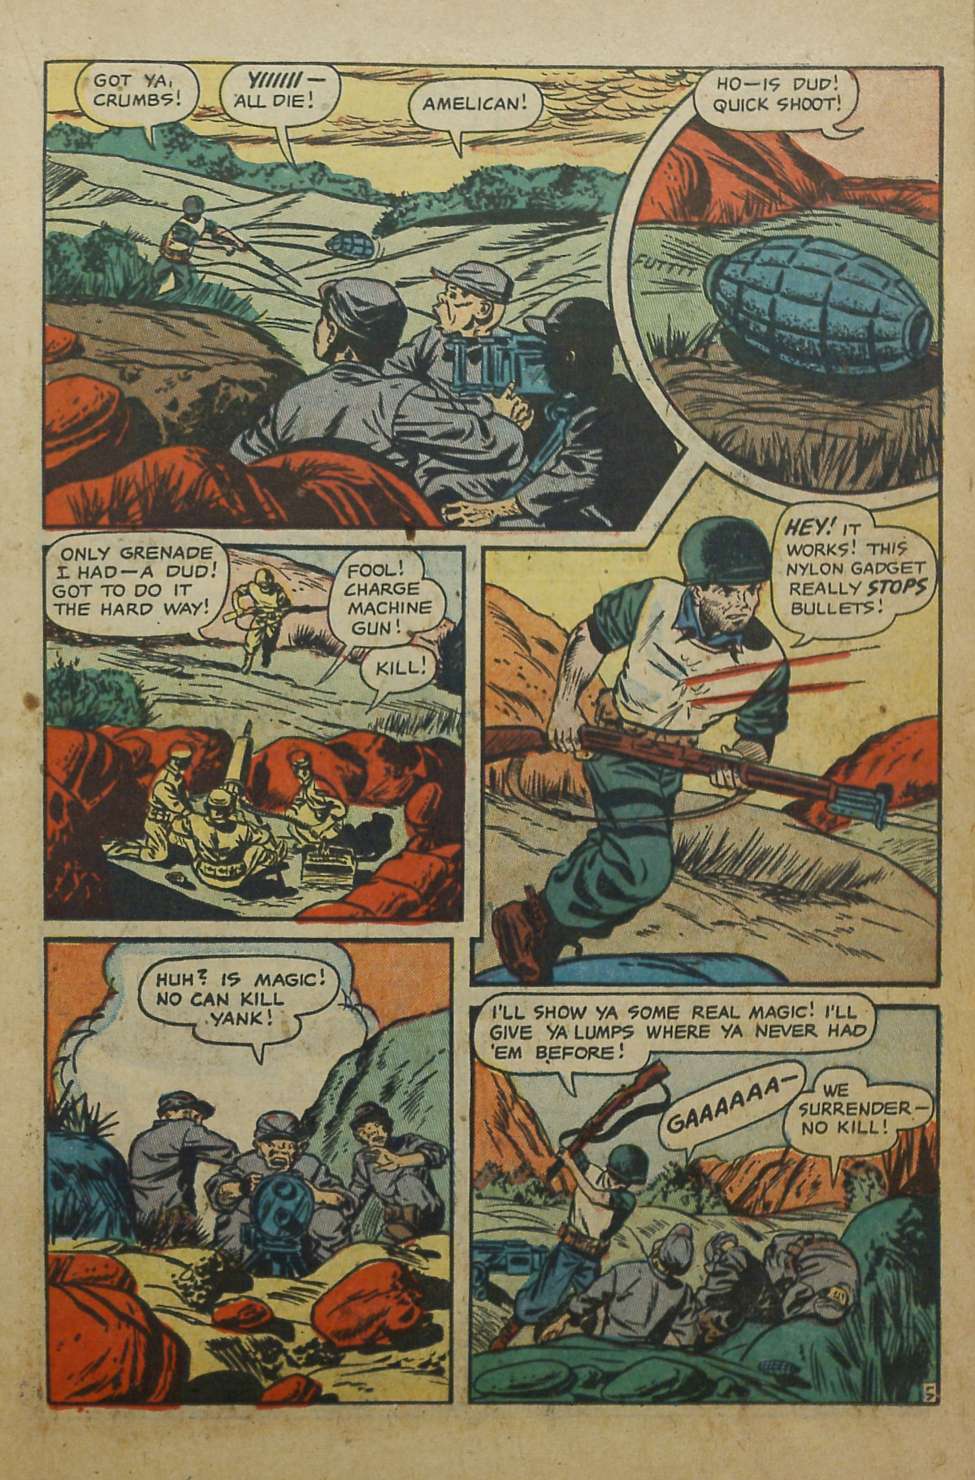 GOT YA,
CRUMBS!
YIIIIII—
ALL DIE!
AMELICAN!
HO—IS DUD!
QUICK SHOOT!
FUTTTT
ONLY GRENADE
I HAD—A DUD!
GOT TO DO IT
THE HARD WAY!
FOOL!
CHARGE
MACHINE
GUN!
KILL!
HEY! IT
WORKS! THIS
NYLON GADGET
REALLY STOPS
BULLETS!
HUH? IS MAGIC!
NO CAN KILL
YANK!
I'LL SHOW YA SOME REAL MAGIC! I'LL
GIVE YA LUMPS WHERE YA NEVER HAD
'EM BEFORE!
GAAAAAA—
WE
SURRENDER—
NO KILL!
5